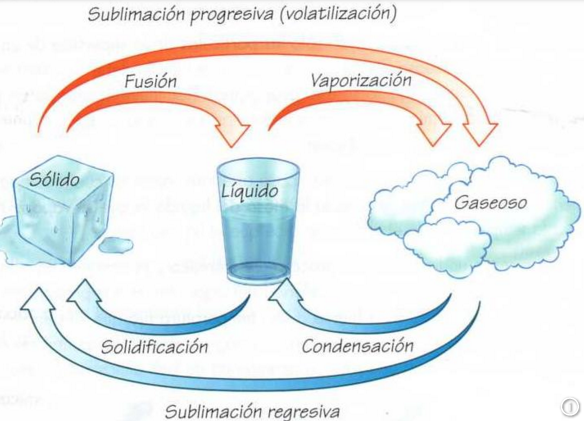 Sublimación progresiva (volatilización)
Fusión
Vaporización
Sólido
Líquido
Gaseoso
Solidificación
Condensación
Sublimación regresiva
1